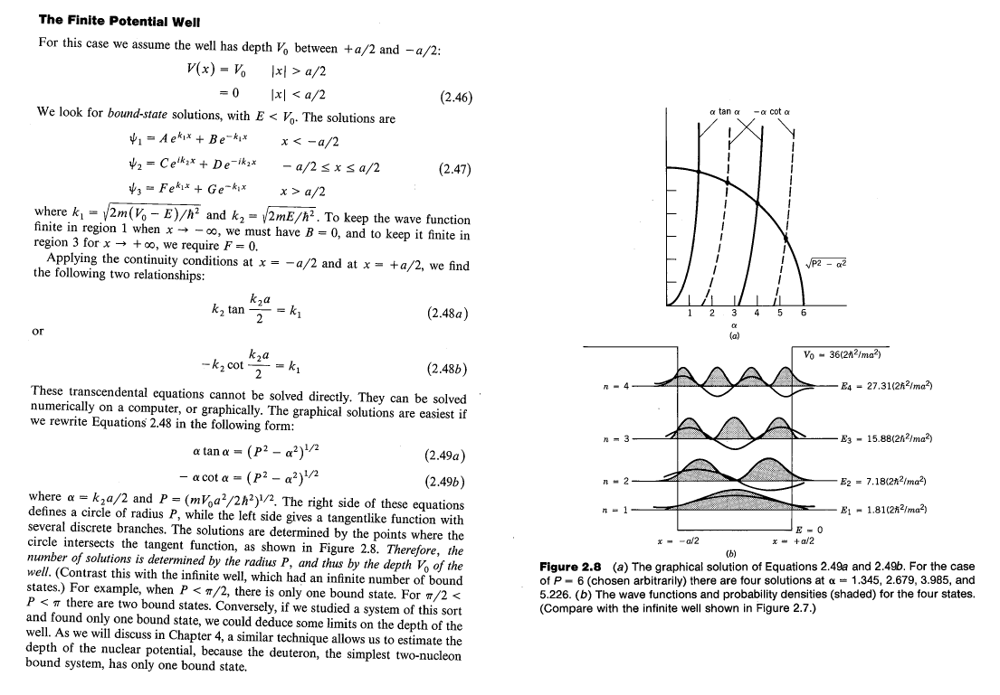 The Finite Potential Well
For this case we assume the well has depth V₀ between +a/2 and −a/2:
V(x) = V₀ |x| > a/2
= 0 |x| < a/2 (2.46)
We look for bound-state solutions, with E < V₀. The solutions are
ψ₁ = A e^{k₁x} + B e^{−k₁x} x < −a/2
ψ₂ = C e^{ik₂x} + D e^{−ik₂x} − a/2 ≤ x ≤ a/2 (2.47)
ψ₃ = F e^{k₁x} + G e^{−k₁x} x > a/2
where k₁ = √(2m(V₀ − E)/ħ²) and k₂ = √(2mE/ħ²). To keep the wave function
finite in region 1 when x → −∞, we must have B = 0, and to keep it finite in
region 3 for x → +∞, we require F = 0.
Applying the continuity conditions at x = −a/2 and at x = +a/2, we find
the following two relationships:
k₂ tan k₂a/2 = k₁ (2.48a)
or
−k₂ cot k₂a/2 = k₁ (2.48b)
These transcendental equations cannot be solved directly. They can be solved
numerically on a computer, or graphically. The graphical solutions are easiest if
we rewrite Equations 2.48 in the following form:
α tan α = (P² − α²)^{1/2} (2.49a)
− α cot α = (P² − α²)^{1/2} (2.49b)
where α = k₂a/2 and P = (mV₀a²/2ħ²)^{1/2}. The right side of these equations
defines a circle of radius P, while the left side gives a tangentlike function with
several discrete branches. The solutions are determined by the points where the
circle intersects the tangent function, as shown in Figure 2.8. Therefore, the
number of solutions is determined by the radius P, and thus by the depth V₀ of the
well. (Contrast this with the infinite well, which had an infinite number of bound
states.) For example, when P < π/2, there is only one bound state. For π/2 <
P < π there are two bound states. Conversely, if we studied a system of this sort
and found only one bound state, we could deduce some limits on the depth of the
well. As we will discuss in Chapter 4, a similar technique allows us to estimate the
depth of the nuclear potential, because the deuteron, the simplest two-nucleon
bound system, has only one bound state.
α tan α −α cot α
√P2 − α2
1 2 3 4 5 6
α
(a)
V₀ = 36(2ħ²/ma²)
n = 4 E₄ = 27.31(2ħ²/ma²)
n = 3 E₃ = 15.88(2ħ²/ma²)
n = 2 E₂ = 7.18(2ħ²/ma²)
n = 1 E₁ = 1.81(2ħ²/ma²)
E = 0
x = −a/2 x = +a/2
(b)
Figure 2.8 (a) The graphical solution of Equations 2.49a and 2.49b. For the case
of P = 6 (chosen arbitrarily) there are four solutions at α = 1.345, 2.679, 3.985, and
5.226. (b) The wave functions and probability densities (shaded) for the four states.
(Compare with the infinite well shown in Figure 2.7.)